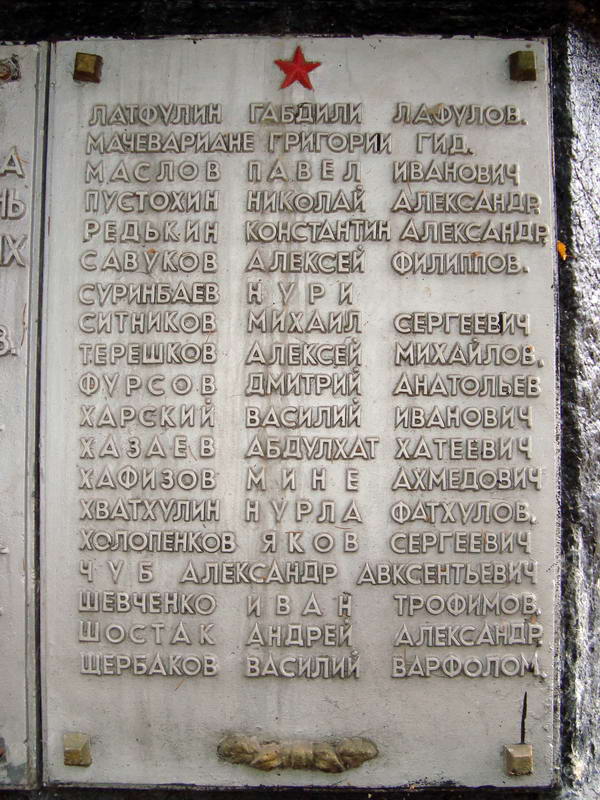 ЛАТФУЛИН ГАБДИЛИ ЛАФУЛОВ.
МАЧЕВАРИАНЕ ГРИГОРИИ ГИД.
МАСЛОВ ПАВЕЛ ИВАНОВИЧ
ПУСТОХИН НИКОЛАЙ АЛЕКСАНДР.
РЕДЬКИН КОНСТАНТИН АЛЕКСАНДР.
САВУКОВ АЛЕКСЕЙ ФИЛИППОВ.
СУРИНБАЕВ НУРИ
СИТНИКОВ МИХАИЛ СЕРГЕЕВИЧ
ТЕРЕШКОВ АЛЕКСЕЙ МИХАЙЛОВ.
ФУРСОВ ДМИТРИЙ АНАТОЛЬЕВ
ХАРСКИЙ ВАСИЛИЙ ИВАНОВИЧ
ХАЗАЕВ АБДУЛХАТ ХАТЕЕВИЧ
ХАФИЗОВ МИНЕ АХМЕДОВИЧ
ХВАТХУЛИН НУРЛА ФАТХУЛОВ.
ХОЛОПЕНКОВ ЯКОВ СЕРГЕЕВИЧ
ЧУБ АЛЕКСАНДР АВКСЕНТЬЕВИЧ
ШЕВЧЕНКО ИВАН ТРОФИМОВ.
ШОСТАК АНДРЕЙ АЛЕКСАНДР.
ЩЕРБАКОВ ВАСИЛИЙ ВАРФОЛОМ.